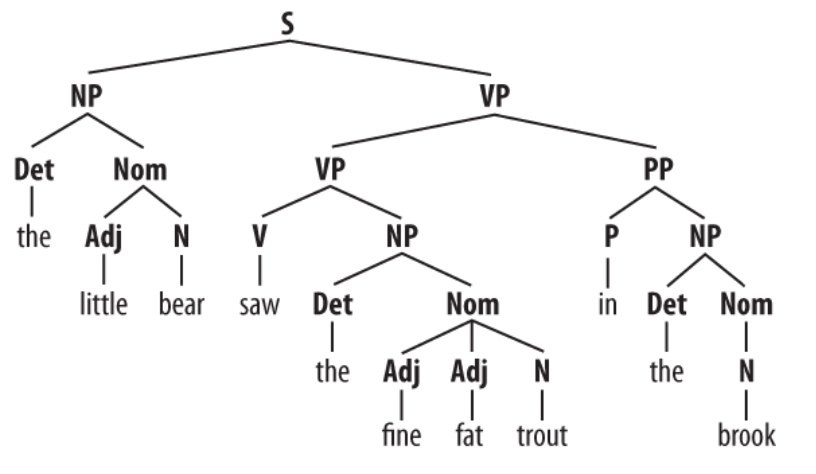 S
NP VP
Det Nom VP PP
the Adj N V NP P NP
little bear saw Det Nom in Det Nom
the Adj Adj N the N
fine fat trout brook